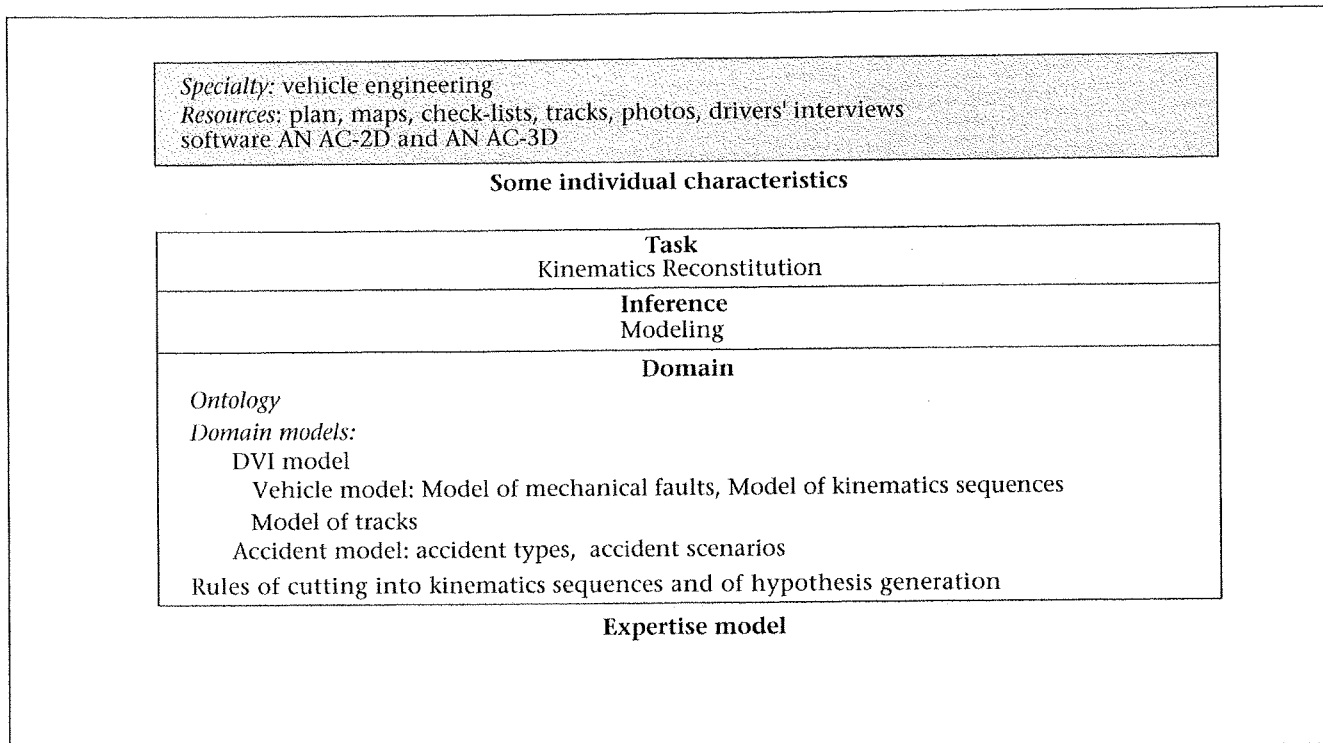 Specialty: vehicle engineering
Resources: plan, maps, check-lists, tracks, photos, drivers' interviews
software AN AC-2D and AN AC-3D
Some individual characteristics
Task
Kinematics Reconstitution
Inference
Modeling
Domain
Ontology
Domain models:
DVI model
Vehicle model: Model of mechanical faults, Model of kinematics sequences
Model of tracks
Accident model: accident types, accident scenarios
Rules of cutting into kinematics sequences and of hypothesis generation
Expertise model